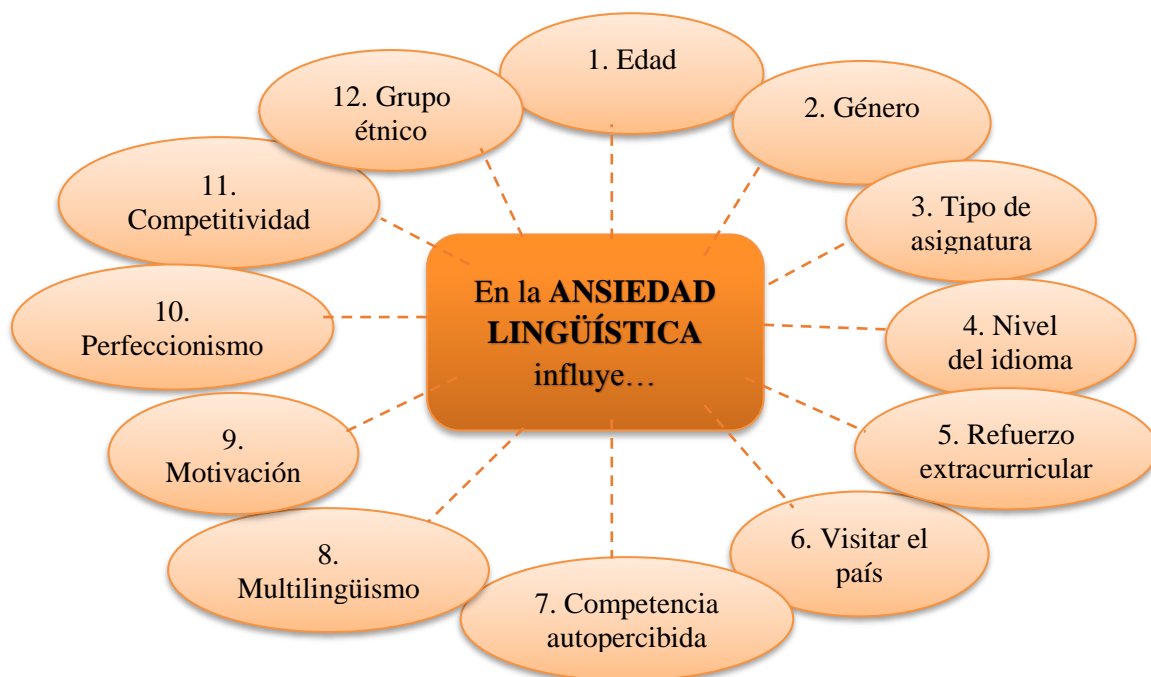 1. Edad
2. Género
3. Tipo de
asignatura
4. Nivel
del idioma
5. Refuerzo
extracurricular
6. Visitar el
país
7. Competencia
autopercibida
8.
Multilingüismo
9.
Motivación
10.
Perfeccionismo
11.
Competitividad
12. Grupo
étnico
En la ANSIEDAD
LINGÜÍSTICA
influye…